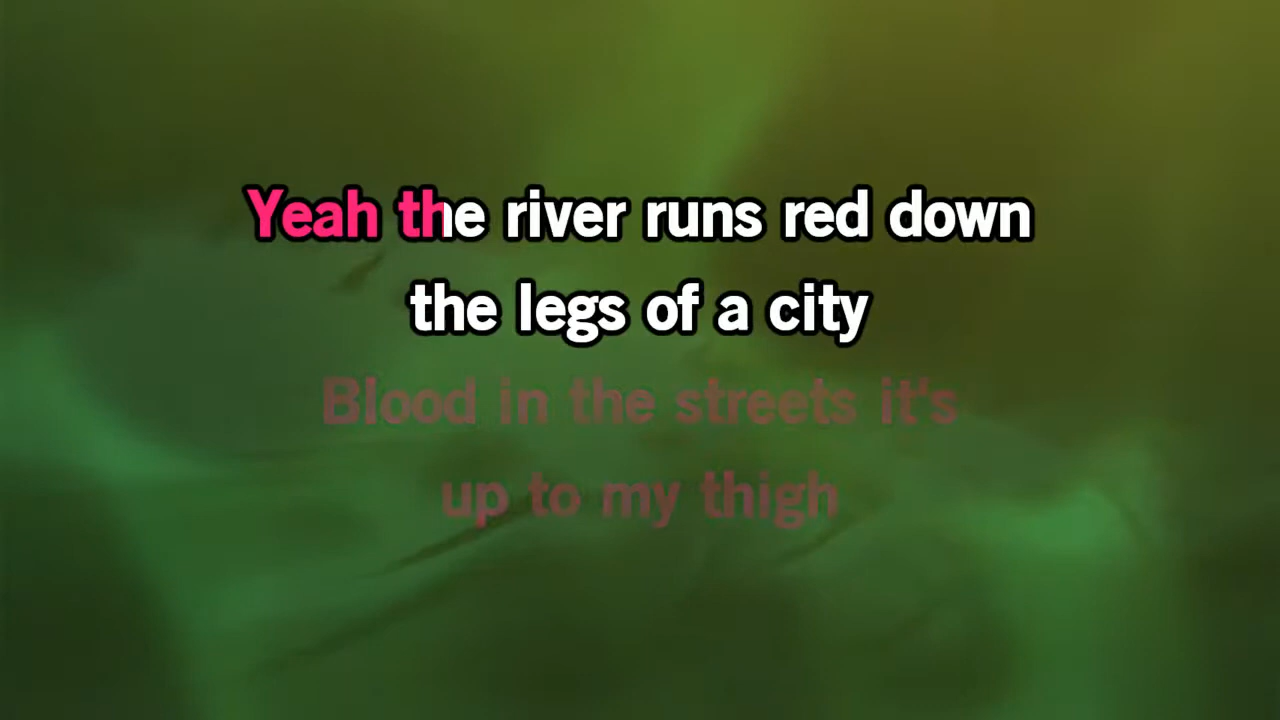 Yeah the river runs red down
the legs of a city
Blood in the streets it's
up to my thigh